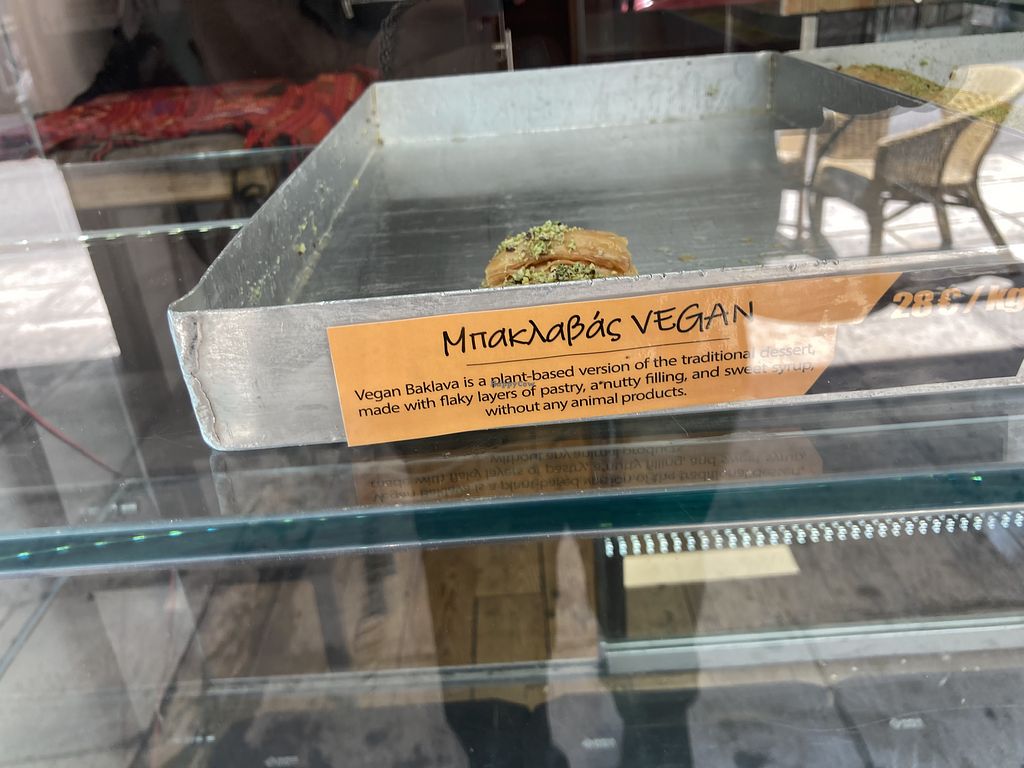 Μπακλαβάς VEGAN
28€/kg
Vegan Baklava is a plant-based version of the traditional dessert,
made with flaky layers of pastry, a nutty filling, and sweet syrup,
without any animal products.
HappyCow